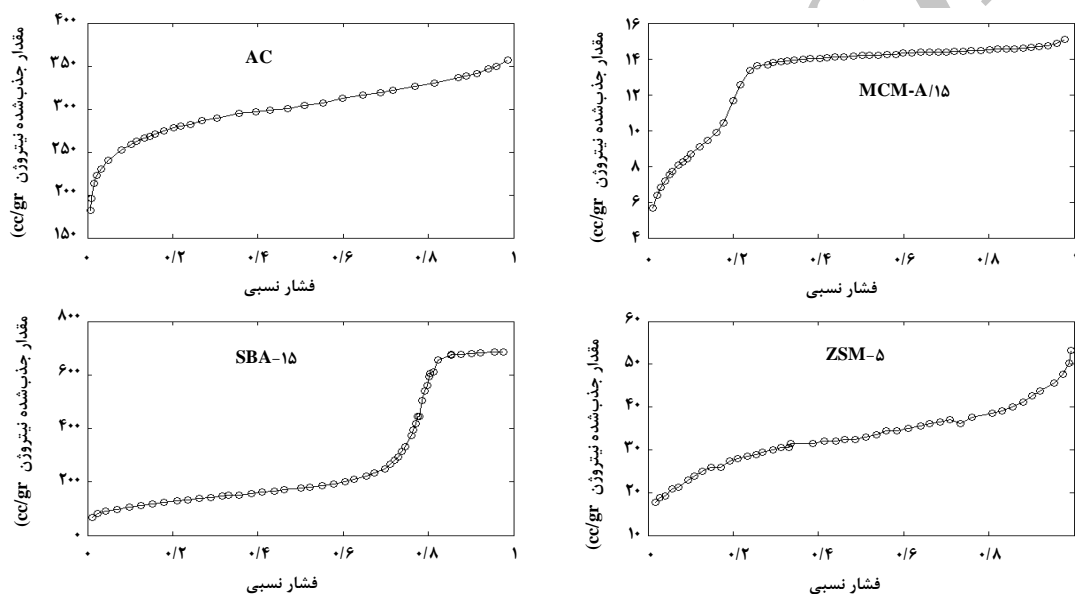 AC
مقدار جذب‌شده نیتروژن (cc/gr
۴۰۰
۳۵۰
۳۰۰
۲۵۰
۲۰۰
۱۵۰
۰ ۰/۲ ۰/۴ ۰/۶ ۰/۸ ۱
فشار نسبی
MCM-A/۱۵
مقدار جذب‌شده نیتروژن (cc/gr
۱۶
۱۴
۱۲
۱۰
۸
۶
۴
۰ ۰/۲ ۰/۴ ۰/۶ ۰/۸ ۱
فشار نسبی
SBA-۱۵
مقدار جذب‌شده نیتروژن (cc/gr
۸۰۰
۶۰۰
۴۰۰
۲۰۰
۰
۰ ۰/۲ ۰/۴ ۰/۶ ۰/۸ ۱
فشار نسبی
ZSM-۵
مقدار جذب‌شده نیتروژن (cc/gr
۶۰
۵۰
۴۰
۳۰
۲۰
۱۰
۰ ۰/۲ ۰/۴ ۰/۶ ۰/۸
فشار نسبی